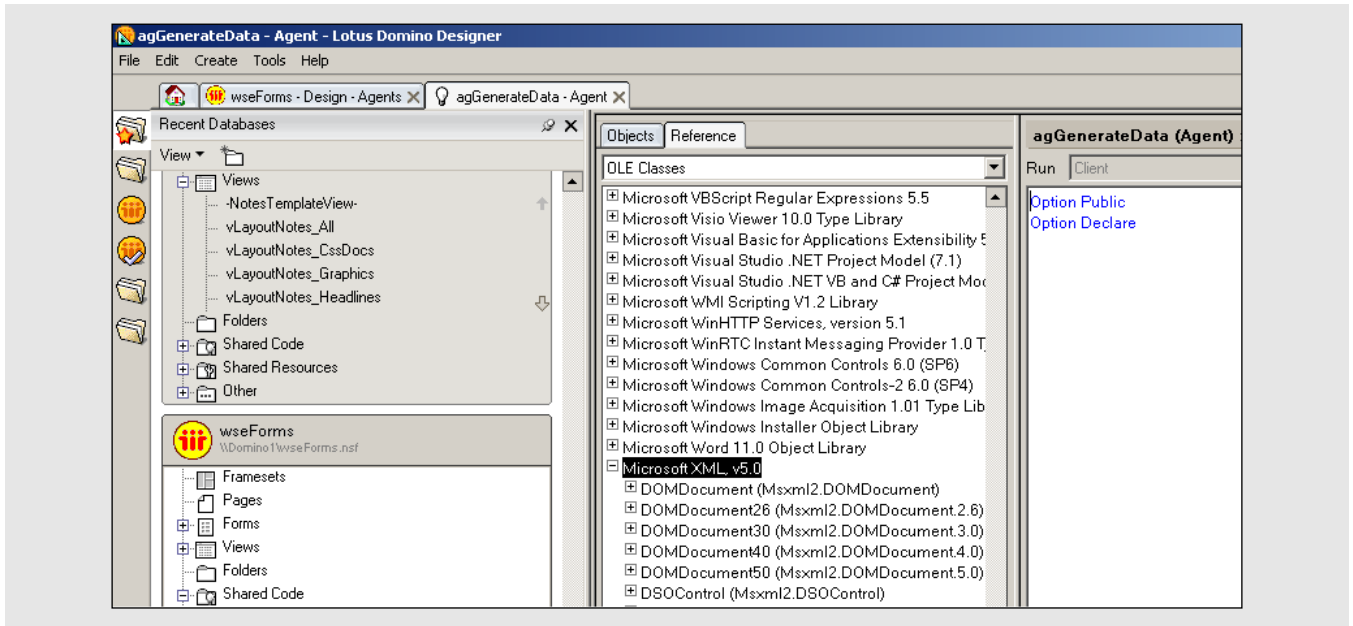 agGenerateData - Agent - Lotus Domino Designer
File Edit Create Tools Help
wseForms - Design - Agents
agGenerateData - Agent
Recent Databases
View
Views
-NotesTemplateView-
vLayoutNotes_All
vLayoutNotes_CssDocs
vLayoutNotes_Graphics
vLayoutNotes_Headlines
Folders
Shared Code
Shared Resources
Other
wseForms
\\Domino1\wseForms.nsf
Framesets
Pages
Forms
Views
Folders
Shared Code
Objects Reference
OLE Classes
Microsoft VBScript Regular Expressions 5.5
Microsoft Visio Viewer 10.0 Type Library
Microsoft Visual Basic for Applications Extensibility 5
Microsoft Visual Studio .NET Project Model (7.1)
Microsoft Visual Studio .NET VB and C# Project Mod
Microsoft WMI Scripting V1.2 Library
Microsoft WinHTTP Services, version 5.1
Microsoft WinRTC Instant Messaging Provider 1.0 T
Microsoft Windows Common Controls 6.0 (SP6)
Microsoft Windows Common Controls-2 6.0 (SP4)
Microsoft Windows Image Acquisition 1.01 Type Lib
Microsoft Windows Installer Object Library
Microsoft Word 11.0 Object Library
Microsoft XML, v5.0
DOMDocument (Msxml2.DOMDocument)
DOMDocument26 (Msxml2.DOMDocument.2.6)
DOMDocument30 (Msxml2.DOMDocument.3.0)
DOMDocument40 (Msxml2.DOMDocument.4.0)
DOMDocument50 (Msxml2.DOMDocument.5.0)
DSOControl (Msxml2.DSOControl)
agGenerateData (Agent) :
Run Client
Option Public
Option Declare